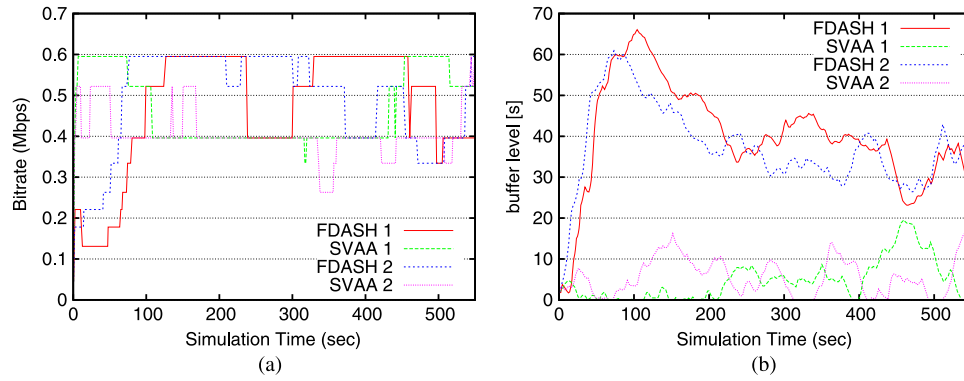 0.7
0.6
0.5
0.4
0.3
0.2
0.1
0
Bitrate (Mbps)
0 100 200 300 400 500
Simulation Time (sec)
FDASH 1
SVAA 1
FDASH 2
SVAA 2
(a)
70
60
50
40
30
20
10
0
buffer level [s]
0 100 200 300 400 500
Simulation Time (sec)
FDASH 1
SVAA 1
FDASH 2
SVAA 2
(b)